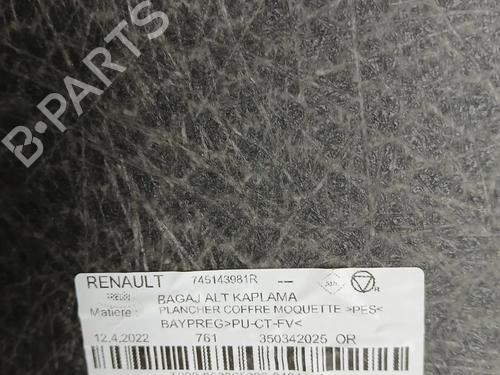 B-PARTS
RENAULT 745143981R
BAGAJ ALT KAPLAMA
Matiere : PLANCHER COFFRE MOQUETTE >PES<
BAYPREG>PU-CT-FV<
12.4.2022 761 350342025 OR